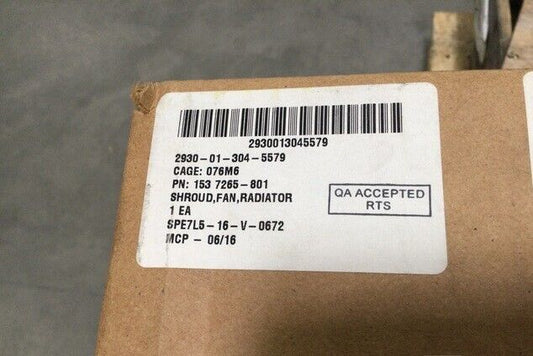 2930013045579
2930-01-304-5579
CAGE: 076M6
PN: 153 7265-801
SHROUD,FAN,RADIATOR
1 EA
SPE7L5-16-V-0672
MCP - 06/16
QA ACCEPTED
RTS